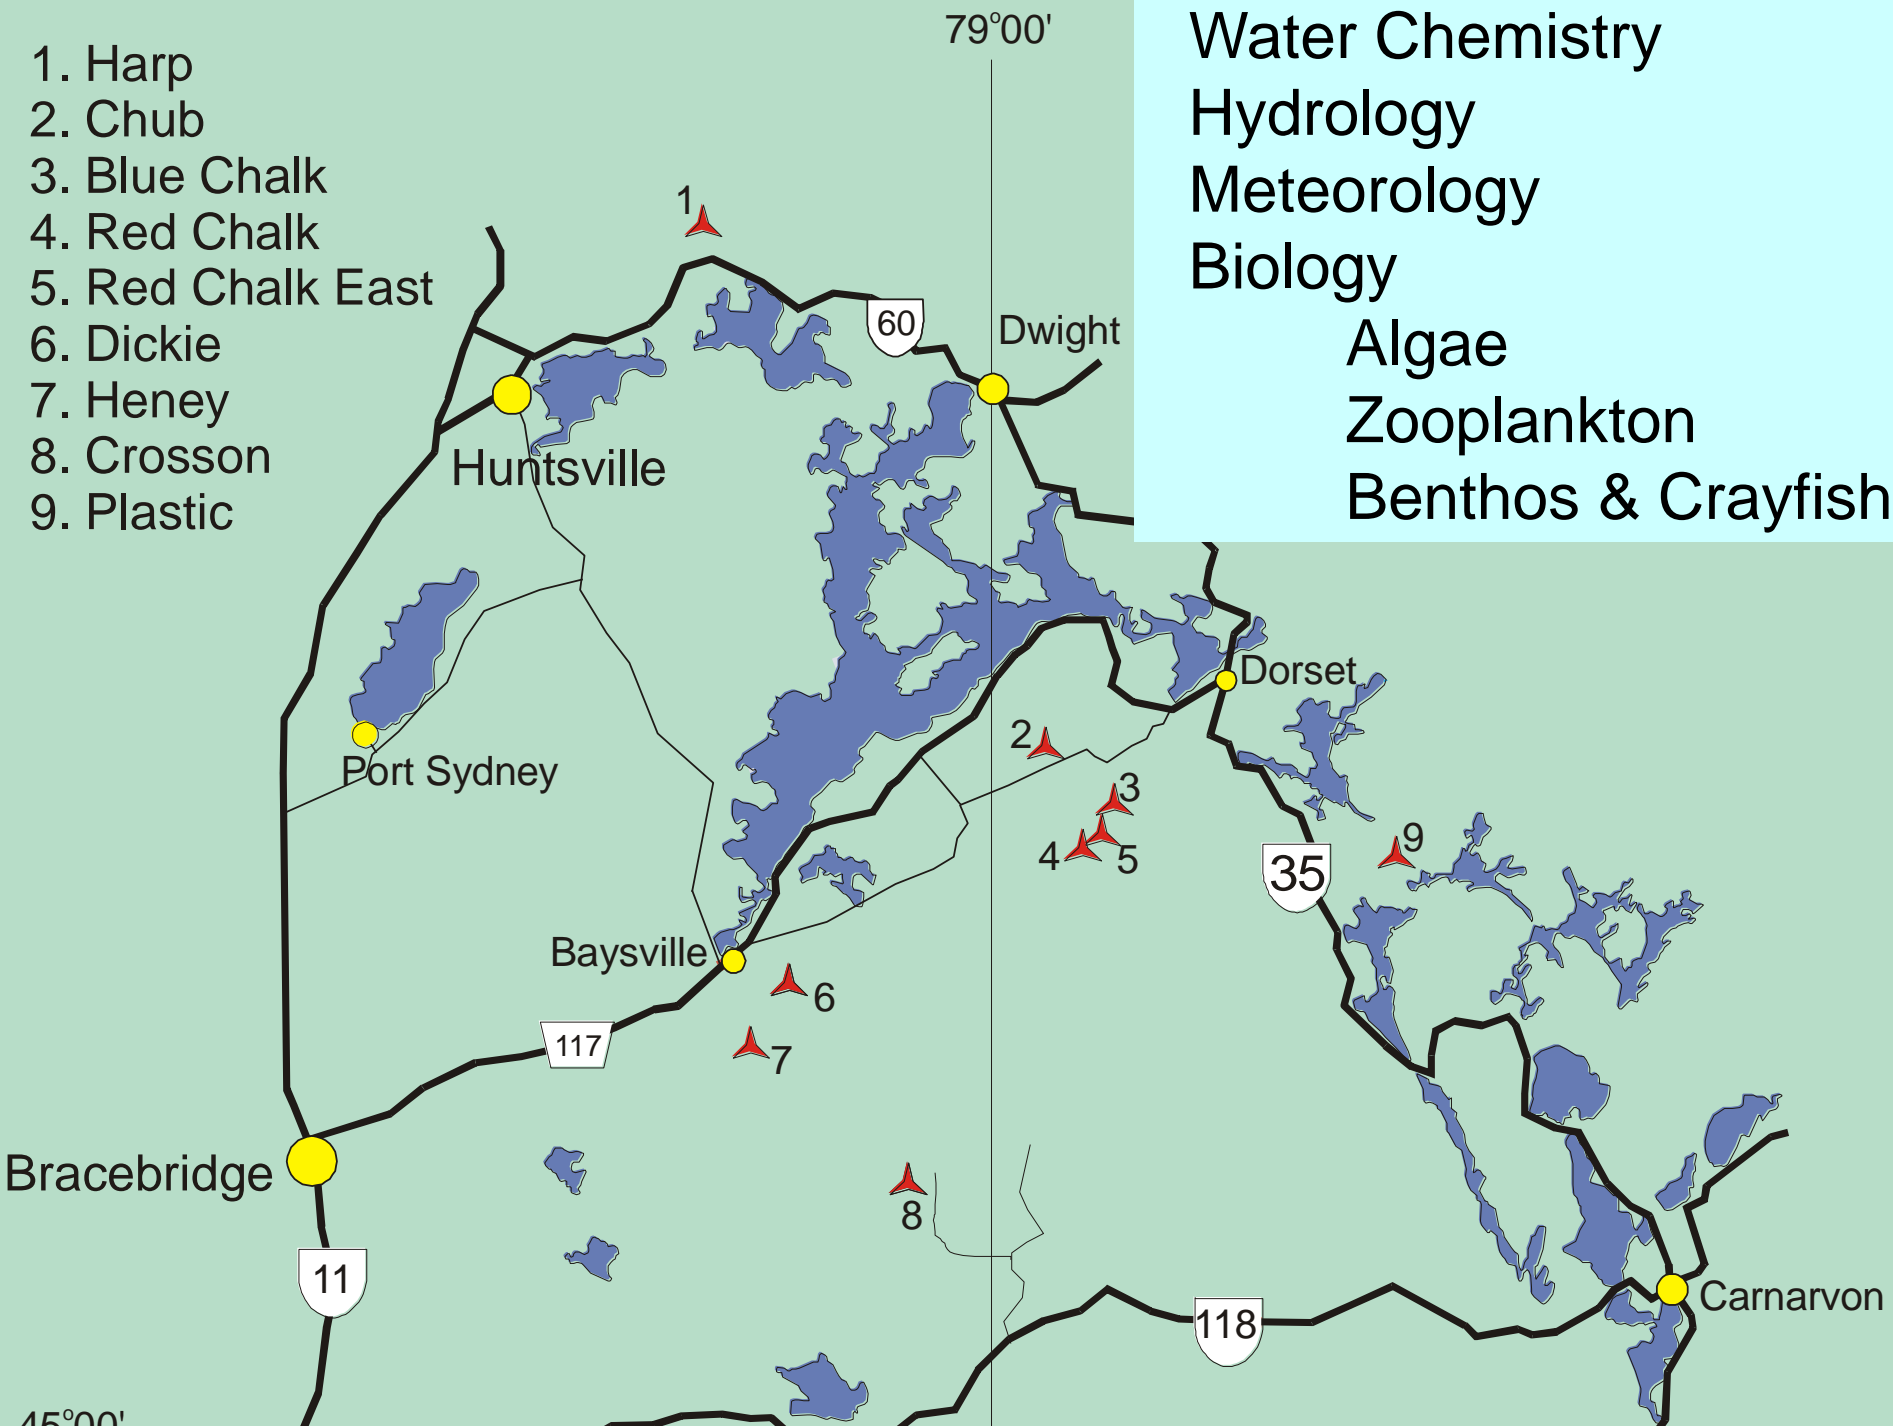 79°00'
1. Harp
2. Chub
3. Blue Chalk
4. Red Chalk
5. Red Chalk East
6. Dickie
7. Heney
8. Crosson
9. Plastic
Water Chemistry
Hydrology
Meteorology
Biology
Algae
Zooplankton
Benthos & Crayfish
1
60
Dwight
Huntsville
Dorset
2
Port Sydney
3
9
4
5
35
Baysville
6
117
7
Bracebridge
8
11
Carnarvon
118
45°00'